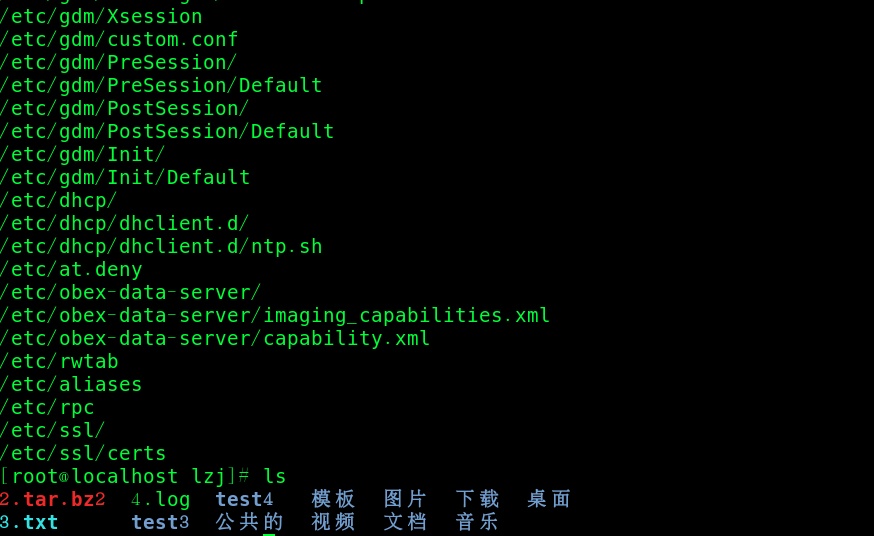 /etc/gdm/Xsession
/etc/gdm/custom.conf
/etc/gdm/PreSession/
/etc/gdm/PreSession/Default
/etc/gdm/PostSession/
/etc/gdm/PostSession/Default
/etc/gdm/Init/
/etc/gdm/Init/Default
/etc/dhcp/
/etc/dhcp/dhclient.d/
/etc/dhcp/dhclient.d/ntp.sh
/etc/at.deny
/etc/obex-data-server/
/etc/obex-data-server/imaging_capabilities.xml
/etc/obex-data-server/capability.xml
/etc/rwtab
/etc/aliases
/etc/rpc
/etc/ssl/
/etc/ssl/certs
[root@localhost lzj]# ls
2.tar.bz2  4.log  test4   模板  图片  下载  桌面
3.txt      test3  公共的  视频  文档  音乐